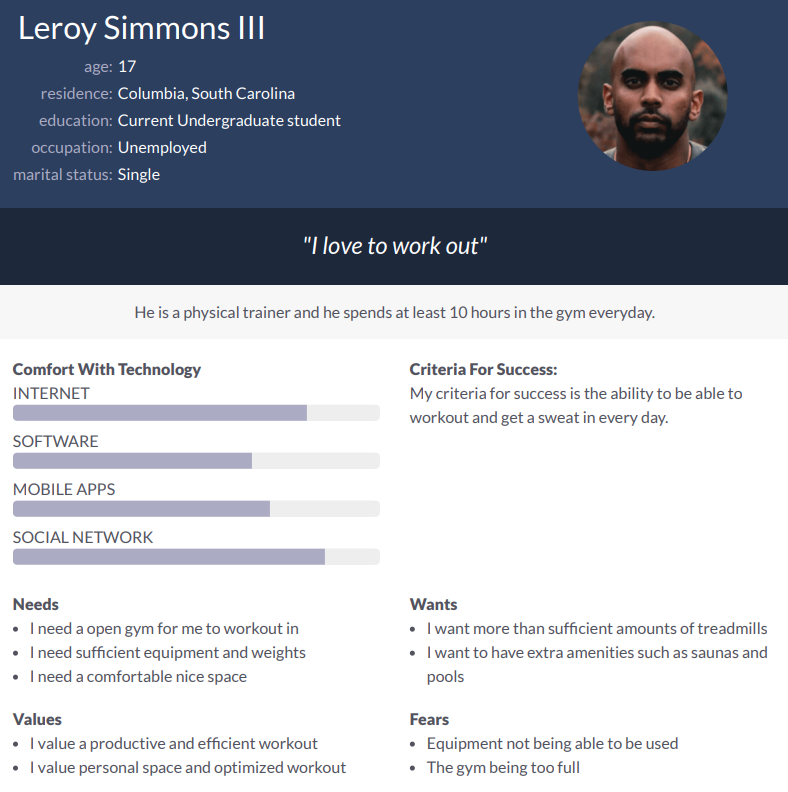 Leroy Simmons III
age: 17
residence: Columbia, South Carolina
education: Current Undergraduate student
occupation: Unemployed
marital status: Single
"I love to work out"
He is a physical trainer and he spends at least 10 hours in the gym everyday.
Comfort With Technology
INTERNET
SOFTWARE
MOBILE APPS
SOCIAL NETWORK
Criteria For Success:
My criteria for success is the ability to be able to
workout and get a sweat in every day.
Needs
• I need a open gym for me to workout in
• I need sufficient equipment and weights
• I need a comfortable nice space
Wants
• I want more than sufficient amounts of treadmills
• I want to have extra amenities such as saunas and
pools
Values
• I value a productive and efficient workout
• I value personal space and optimized workout
Fears
• Equipment not being able to be used
• The gym being too full